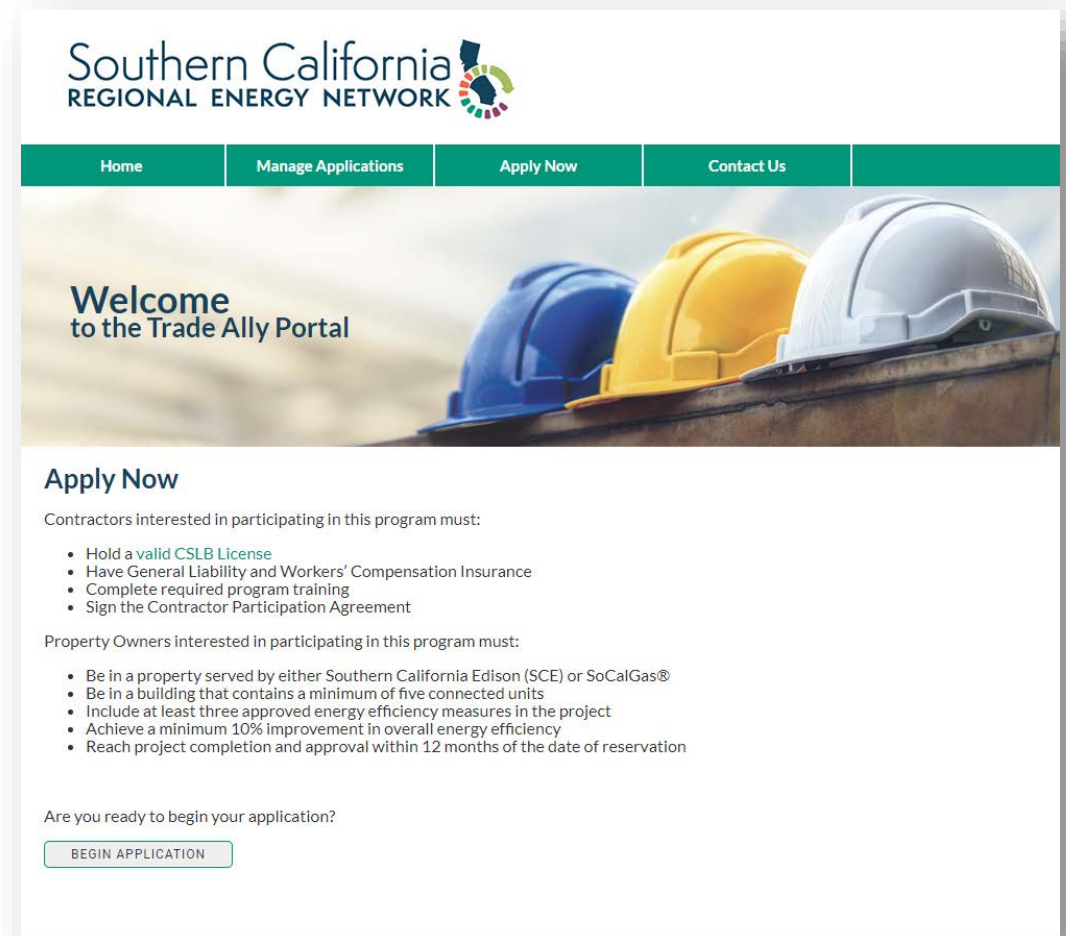 Southern California
REGIONAL ENERGY NETWORK
Home Manage Applications Apply Now Contact Us
Welcome
to the Trade Ally Portal
Apply Now
Contractors interested in participating in this program must:
• Hold a valid CSLB License
• Have General Liability and Workers' Compensation Insurance
• Complete required program training
• Sign the Contractor Participation Agreement
Property Owners interested in participating in this program must:
• Be in a property served by either Southern California Edison (SCE) or SoCalGas®
• Be in a building that contains a minimum of five connected units
• Include at least three approved energy efficiency measures in the project
• Achieve a minimum 10% improvement in overall energy efficiency
• Reach project completion and approval within 12 months of the date of reservation
Are you ready to begin your application?
BEGIN APPLICATION